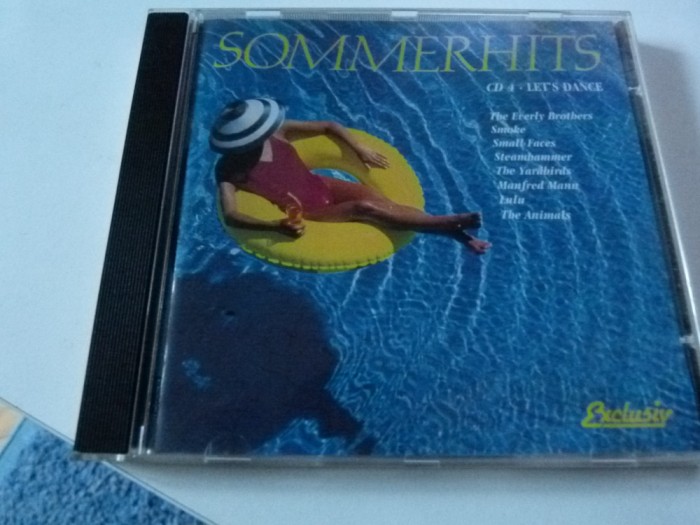 SOMMERHITS
CD 4 · LET'S DANCE
The Everly Brothers
Smoke
Small Faces
Steamhammer
The Yardbirds
Manfred Mann
Lulu
The Animals
Exclusiv